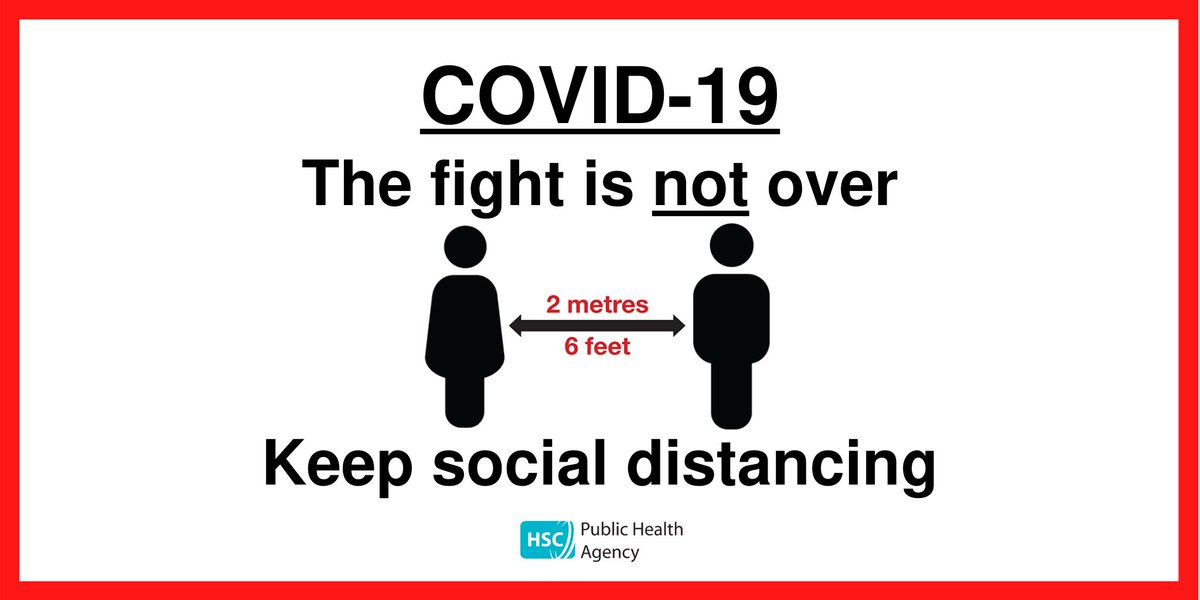 COVID-19
The fight is not over
2 metres
6 feet
Keep social distancing
HSC Public Health
Agency